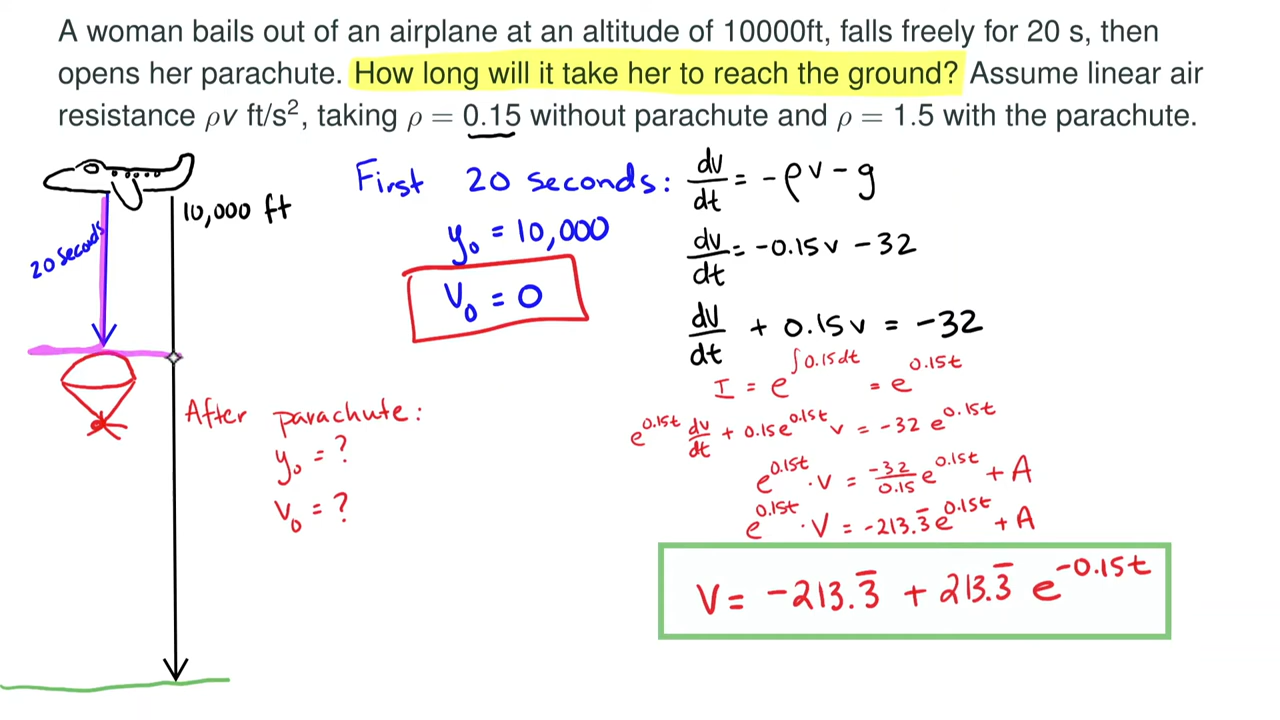 A woman bails out of an airplane at an altitude of 10000ft, falls freely for 20 s, then
opens her parachute. How long will it take her to reach the ground? Assume linear air
resistance ρv ft/s², taking ρ = 0.15 without parachute and ρ = 1.5 with the parachute.
10,000 ft
20 seconds
First 20 seconds:
y₀ = 10,000
V₀ = 0
dv/dt = -ρv - g
dv/dt = -0.15v - 32
dv/dt + 0.15v = -32
I = e^∫0.15dt = e^0.15t
e^0.15t dv/dt + 0.15e^0.15t v = -32 e^0.15t
e^0.15t · v = -32/0.15 e^0.15t + A
e^0.15t · V = -213.3̅ e^0.15t + A
V = -213.3̅ + 213.3̅ e^-0.15t
After parachute:
y₀ = ?
v₀ = ?